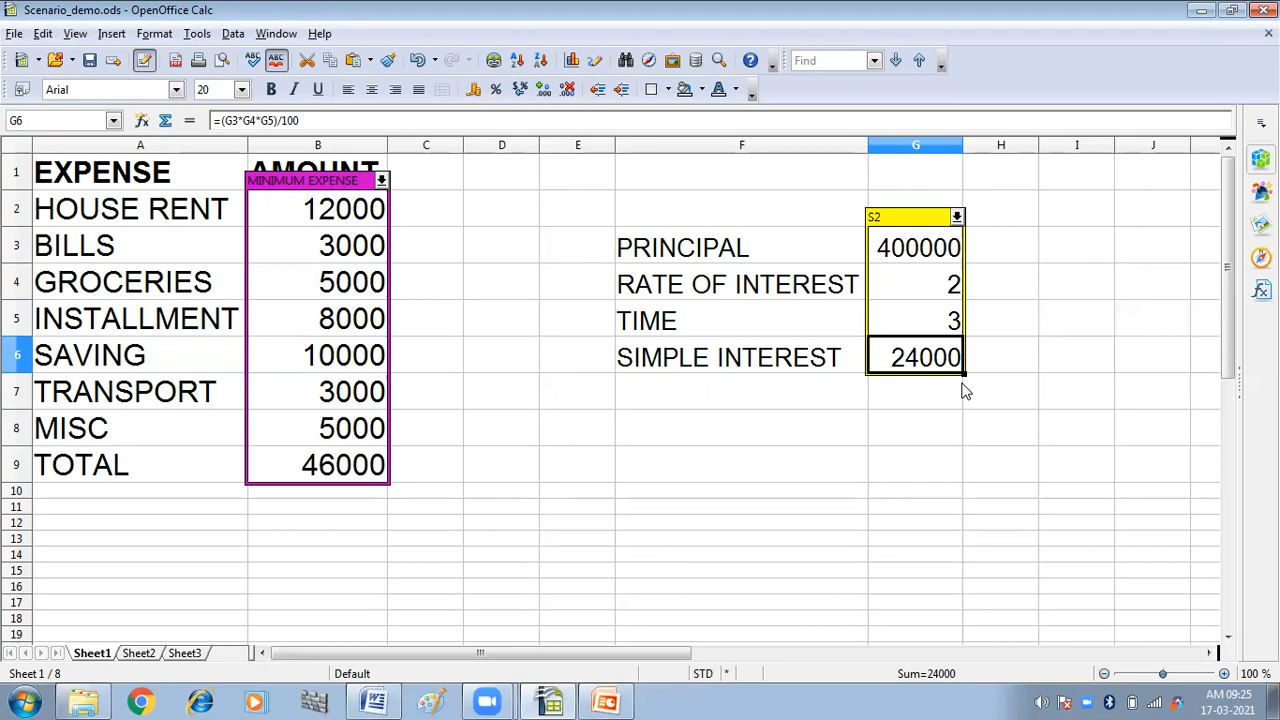 Scenario_demo.ods - OpenOffice Calc
File Edit View Insert Format Tools Data Window Help
Find
Arial 20
G6 =(G3*G4*G5)/100
A B C D E F G H I J
1 EXPENSE AMOUNT
MINIMUM EXPENSE
2 HOUSE RENT 12000
S2
3 BILLS 3000 PRINCIPAL 400000
4 GROCERIES 5000 RATE OF INTEREST 2
5 INSTALLMENT 8000 TIME 3
6 SAVING 10000 SIMPLE INTEREST 24000
7 TRANSPORT 3000
8 MISC 5000
9 TOTAL 46000
10
11
12
13
14
15
16
17
18
19
Sheet1 Sheet2 Sheet3
Sheet 1 / 8 Default STD * Sum=24000 100 %
AM 09:25
17-03-2021